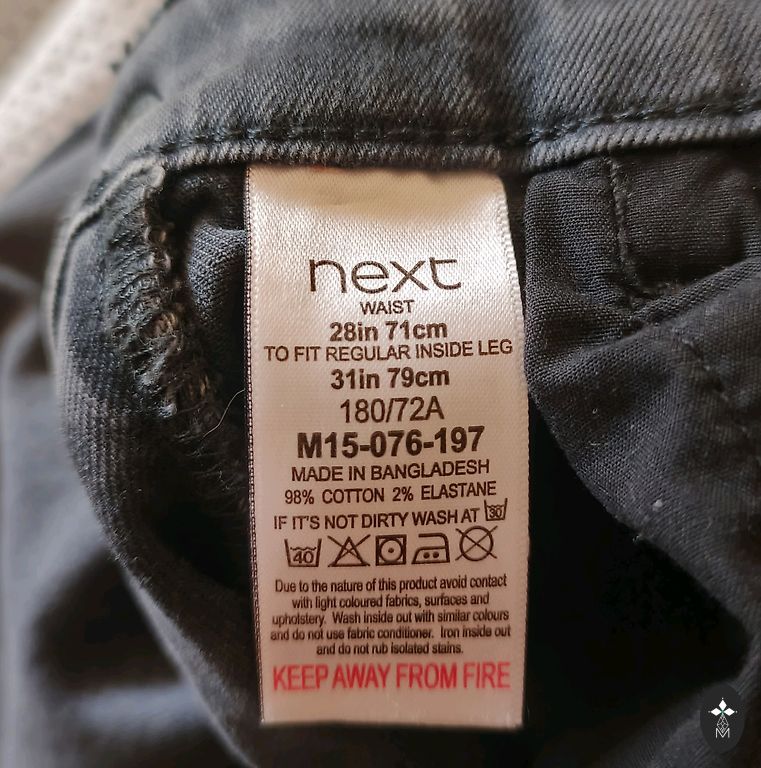 next
WAIST
28in 71cm
TO FIT REGULAR INSIDE LEG
31in 79cm
180/72A
M15-076-197
MADE IN BANGLADESH
98% COTTON 2% ELASTANE
IF IT'S NOT DIRTY WASH AT 30
40
Due to the nature of this product avoid contact
with light coloured fabrics, surfaces and
upholstery. Wash inside out with similar colours
and do not use fabric conditioner. Iron inside out
and do not rub isolated stains.
KEEP AWAY FROM FIRE
M